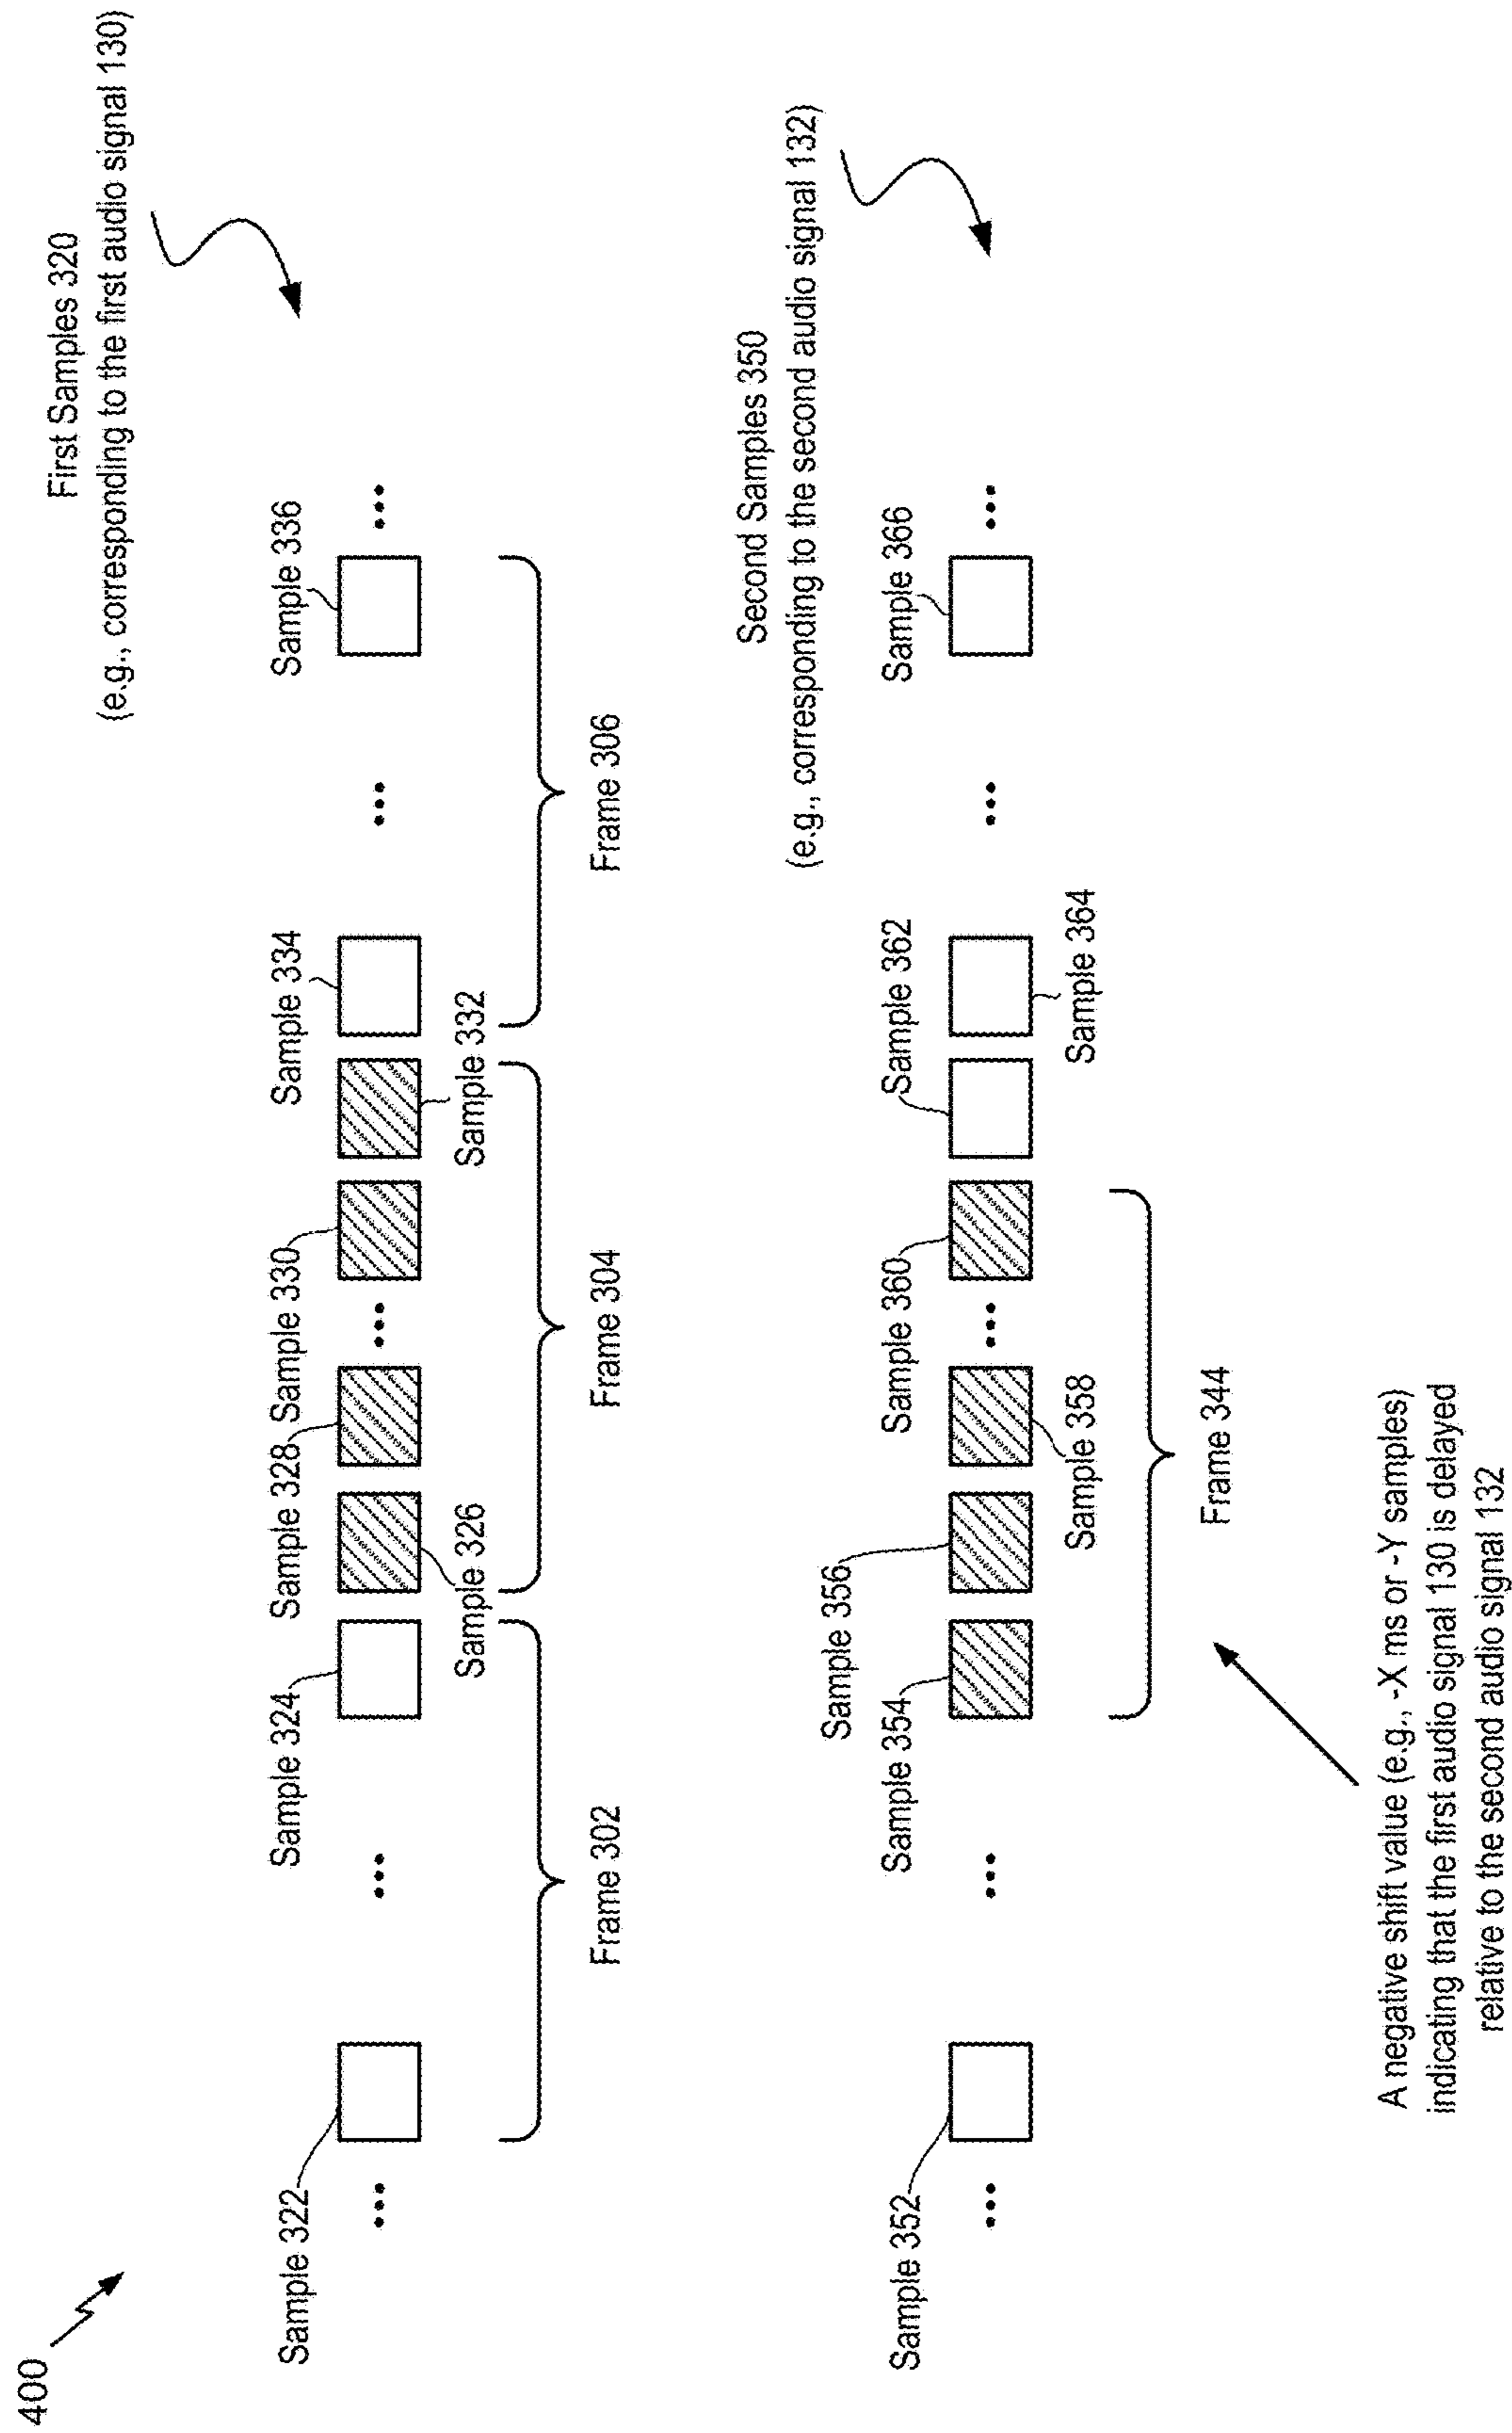 400
First Samples 320
(e.g., corresponding to the first audio signal 130)
Sample 322
Sample 324
Sample 328
Sample 330
Sample 334
Sample 336
...
...
...
...
...
Sample 326
Sample 332
Frame 302
Frame 304
Frame 306
Second Samples 350
(e.g., corresponding to the second audio signal 132)
Sample 356
Sample 352
Sample 354
Sample 360
Sample 362
Sample 366
...
...
...
...
...
Sample 358
Sample 364
Frame 344
A negative shift value (e.g., -X ms or -Y samples)
indicating that the first audio signal 130 is delayed
relative to the second audio signal 132